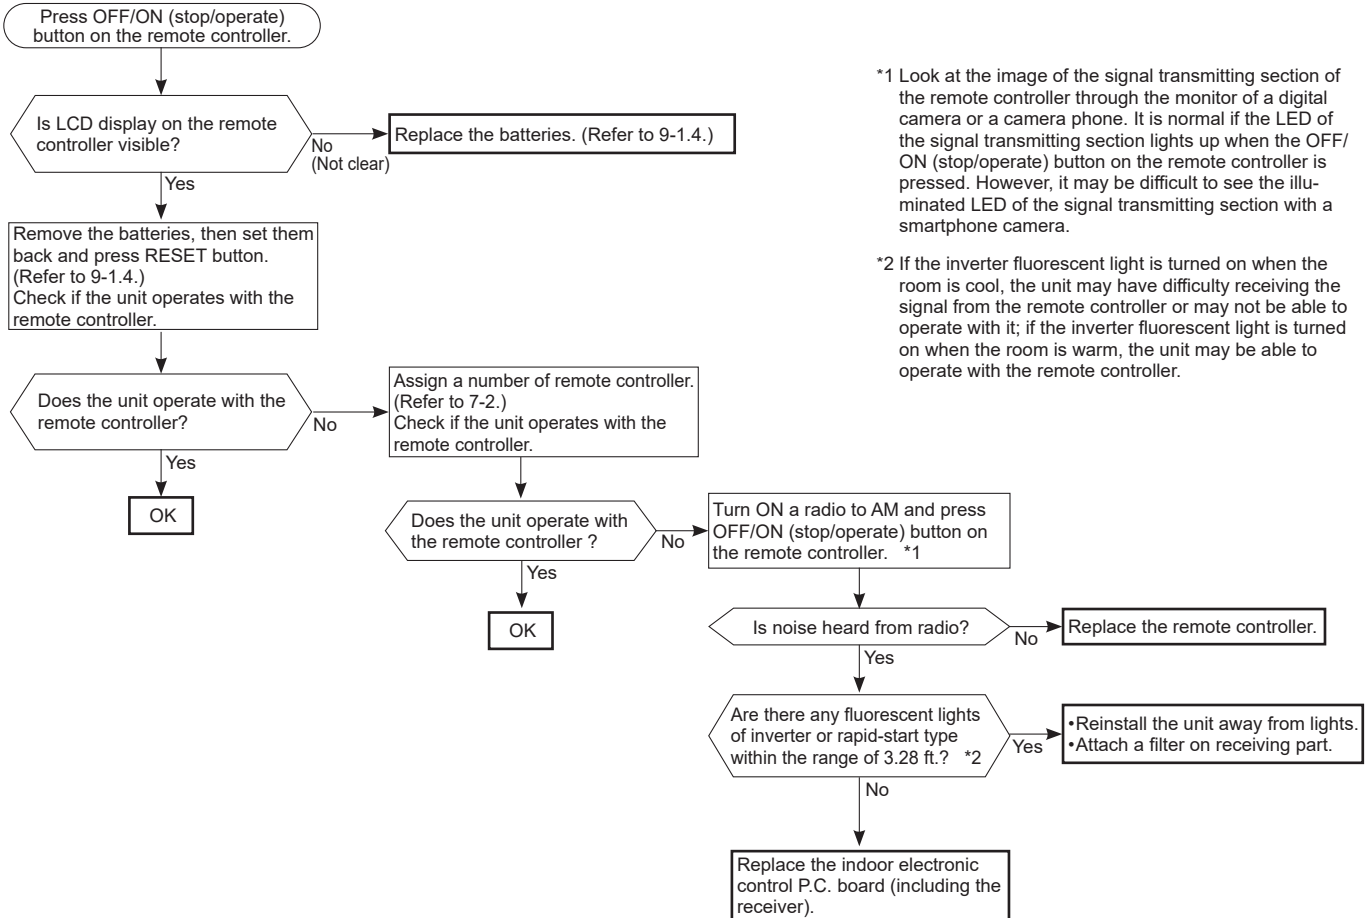 Press OFF/ON (stop/operate)
button on the remote controller.
Is LCD display on the remote
controller visible?
No
(Not clear)
Replace the batteries. (Refer to 9-1.4.)
Yes
Remove the batteries, then set them
back and press RESET button.
(Refer to 9-1.4.)
Check if the unit operates with the
remote controller.
Does the unit operate with the
remote controller?
No
Yes
OK
Assign a number of remote controller.
(Refer to 7-2.)
Check if the unit operates with the
remote controller.
Does the unit operate with
the remote controller ?
No
Yes
OK
Turn ON a radio to AM and press
OFF/ON (stop/operate) button on
the remote controller. *1
Is noise heard from radio?
No
Replace the remote controller.
Yes
Are there any fluorescent lights
of inverter or rapid-start type
within the range of 3.28 ft.? *2
Yes
•Reinstall the unit away from lights.
•Attach a filter on receiving part.
No
Replace the indoor electronic
control P.C. board (including the
receiver).
*1 Look at the image of the signal transmitting section of
the remote controller through the monitor of a digital
camera or a camera phone. It is normal if the LED of
the signal transmitting section lights up when the OFF/
ON (stop/operate) button on the remote controller is
pressed. However, it may be difficult to see the illu-
minated LED of the signal transmitting section with a
smartphone camera.
*2 If the inverter fluorescent light is turned on when the
room is cool, the unit may have difficulty receiving the
signal from the remote controller or may not be able to
operate with it; if the inverter fluorescent light is turned
on when the room is warm, the unit may be able to
operate with the remote controller.